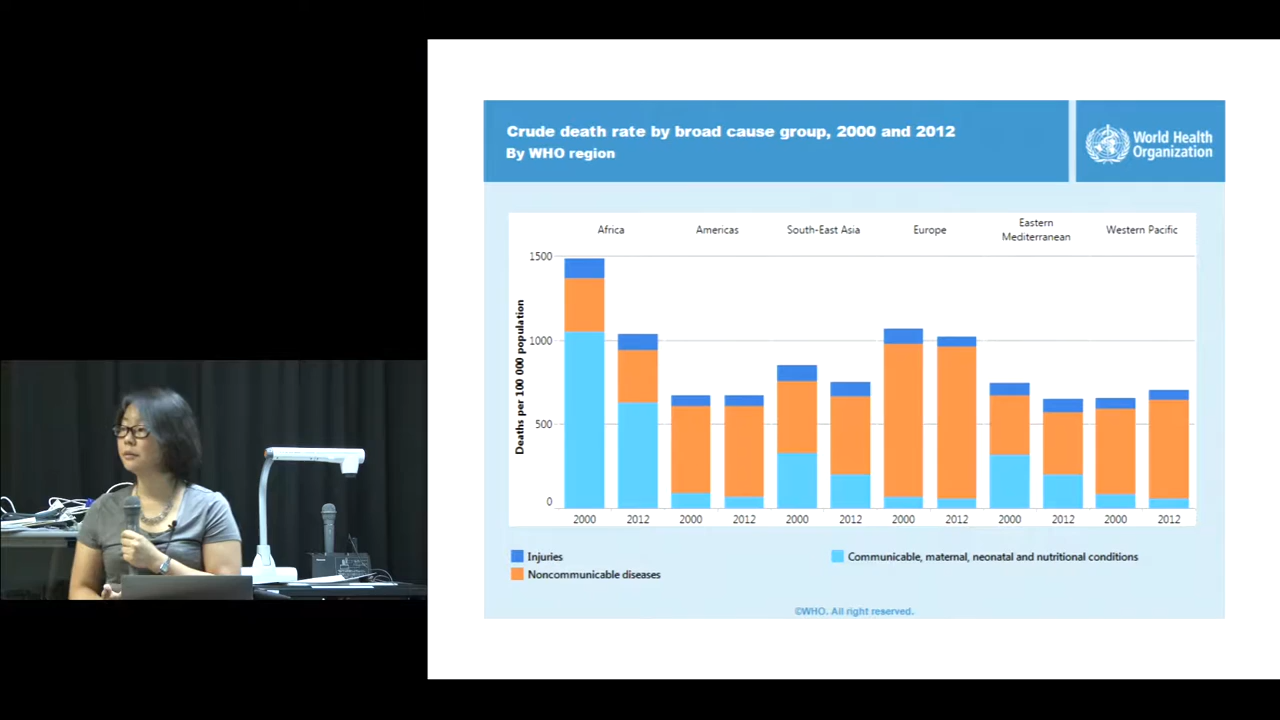 Crude death rate by broad cause group, 2000 and 2012
By WHO region
World Health
Organization
Africa
Americas
South-East Asia
Europe
Eastern
Mediterranean
Western Pacific
Deaths per 100 000 population
1500
1000
500
0
2000
2012
2000
2012
2000
2012
2000
2012
2000
2012
2000
2012
Injuries
Noncommunicable diseases
Communicable, maternal, neonatal and nutritional conditions
©WHO. All right reserved.